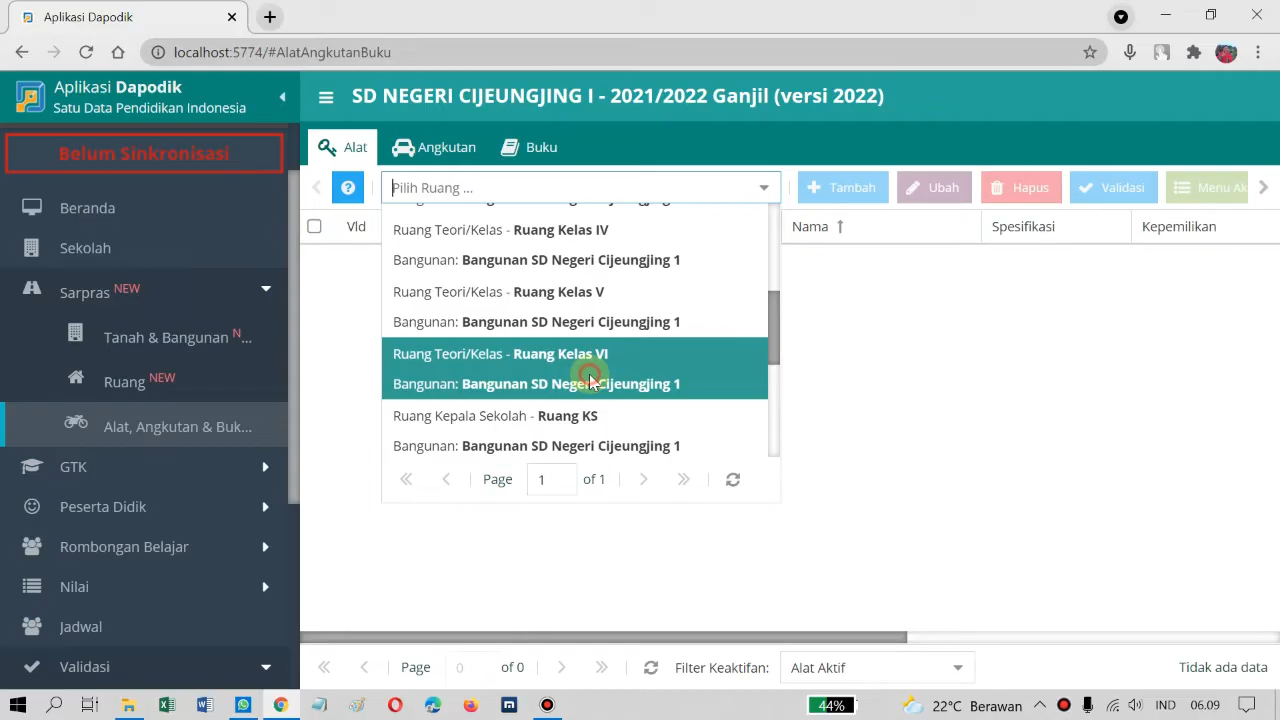 Aplikasi Dapodik
localhost:5774/#AlatAngkutanBuku
Aplikasi Dapodik
Satu Data Pendidikan Indonesia
SD NEGERI CIJEUNGJING I - 2021/2022 Ganjil (versi 2022)
Belum Sinkronisasi
Alat
Angkutan
Buku
Pilih Ruang ...
Tambah
Ubah
Hapus
Validasi
Menu Ak
Vld
Nama
Spesifikasi
Kepemilikan
Ruang Teori/Kelas - Ruang Kelas IV
Bangunan: Bangunan SD Negeri Cijeungjing 1
Ruang Teori/Kelas - Ruang Kelas V
Bangunan: Bangunan SD Negeri Cijeungjing 1
Ruang Teori/Kelas - Ruang Kelas VI
Bangunan: Bangunan SD Negeri Cijeungjing 1
Ruang Kepala Sekolah - Ruang KS
Bangunan: Bangunan SD Negeri Cijeungjing 1
Page 1 of 1
Beranda
Sekolah
Sarpras NEW
Tanah & Bangunan N...
Ruang NEW
Alat, Angkutan & Buk...
GTK
Peserta Didik
Rombongan Belajar
Nilai
Jadwal
Validasi
Page 0 of 0
Filter Keaktifan: Alat Aktif
Tidak ada data
44%
22°C Berawan
IND
06.09